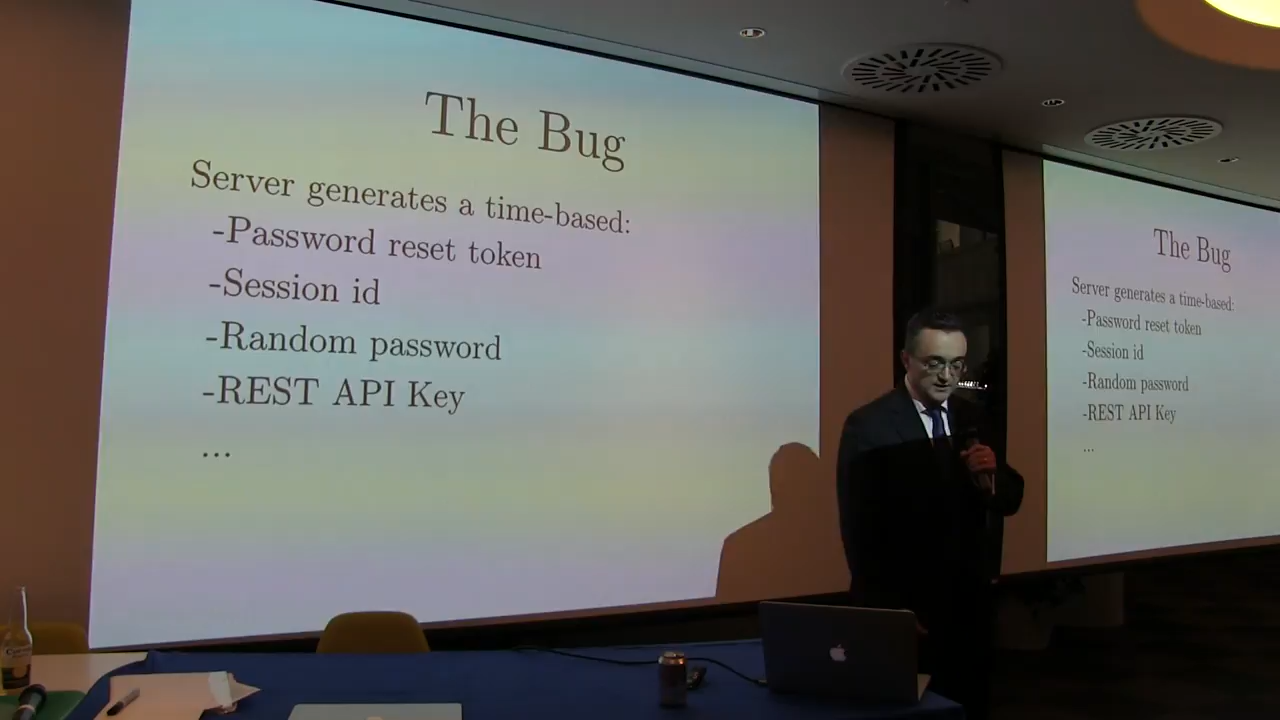 The Bug
Server generates a time-based:
-Password reset token
-Session id
-Random password
-REST API Key
...
The Bug
Server generates a time-based:
-Password reset token
-Session id
-Random password
-REST API Key
...